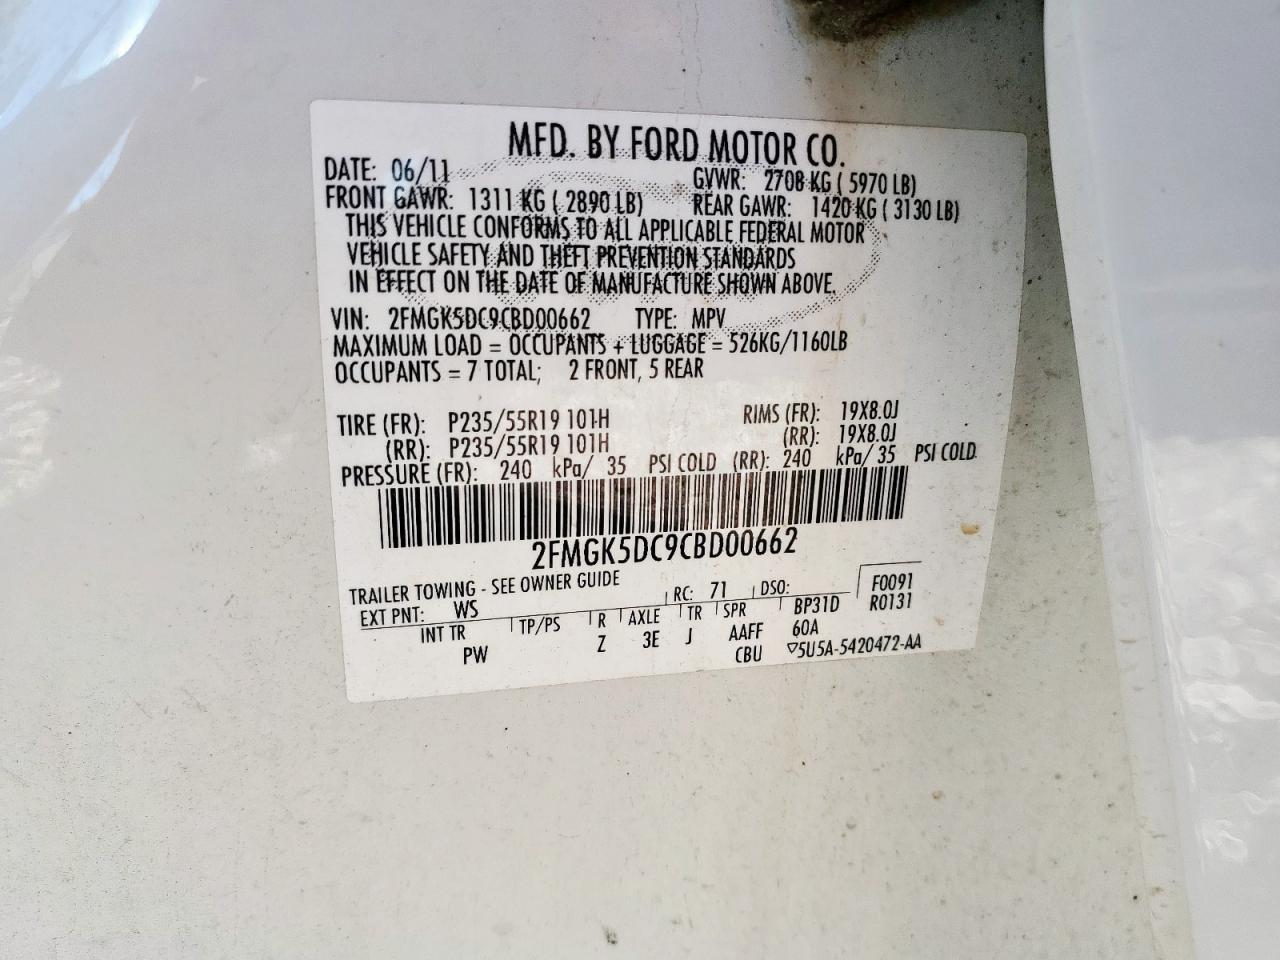 MFD. BY FORD MOTOR CO.
DATE: 06/11 GVWR: 2708 KG ( 5970 LB)
FRONT GAWR: 1311 KG ( 2890 LB) REAR GAWR: 1420 KG ( 3130 LB)
THIS VEHICLE CONFORMS TO ALL APPLICABLE FEDERAL MOTOR
VEHICLE SAFETY AND THEFT PREVENTION STANDARDS
IN EFFECT ON THE DATE OF MANUFACTURE SHOWN ABOVE.
VIN: 2FMGK5DC9CBD00662 TYPE: MPV
MAXIMUM LOAD = OCCUPANTS + LUGGAGE = 526KG/1160LB
OCCUPANTS = 7 TOTAL; 2 FRONT, 5 REAR
TIRE (FR): P235/55R19 101H RIMS (FR): 19X8.0J
(RR): P235/55R19 101H (RR): 19X8.0J
PRESSURE (FR): 240 kPa/ 35 PSI COLD (RR): 240 kPa/ 35 PSI COLD
2FMGK5DC9CBD00662
TRAILER TOWING - SEE OWNER GUIDE
EXT PNT: WS RC: 71 DSO: F0091
INT TR TP/PS R AXLE TR SPR BP31D R0131
PW Z 3E J AAFF 60A
CBU ▽5U5A-5420472-AA